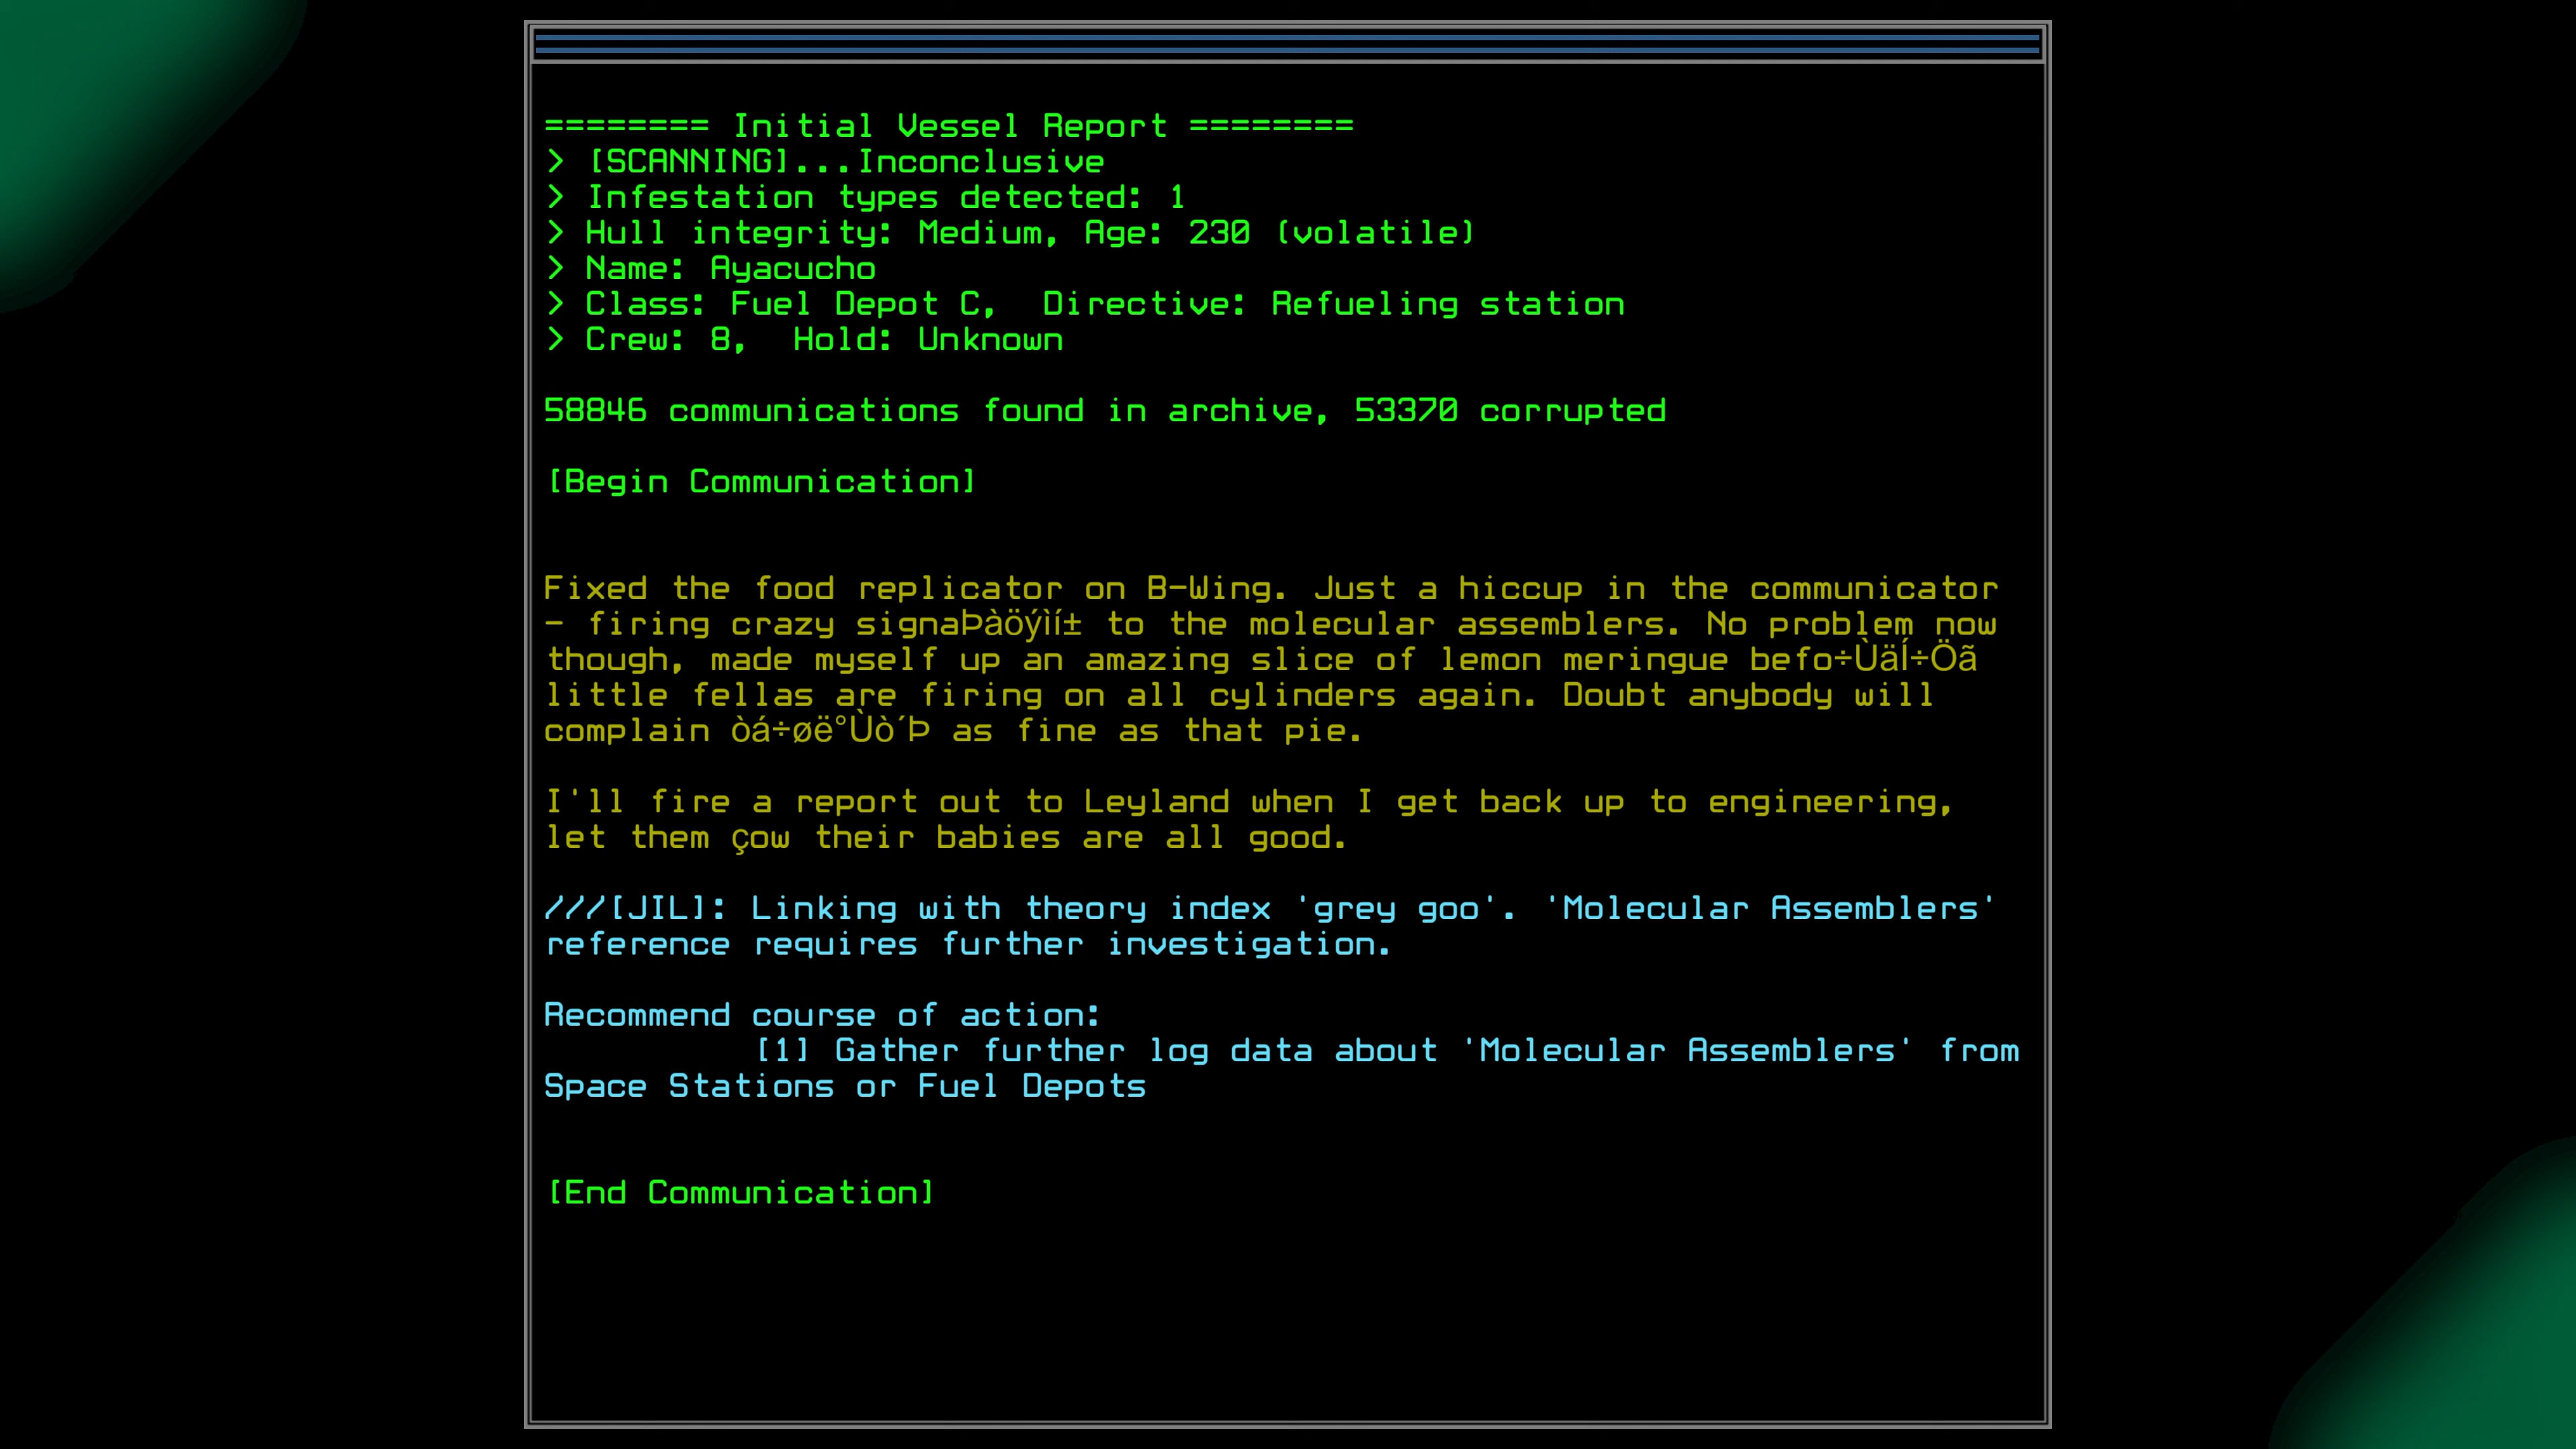 ======== Initial Vessel Report ========
> [SCANNING]...Inconclusive
> Infestation types detected: 1
> Hull integrity: Medium, Age: 230 (volatile)
> Name: Ayacucho
> Class: Fuel Depot C,  Directive: Refueling station
> Crew: 8,  Hold: Unknown
58846 communications found in archive, 53370 corrupted
[Begin Communication]
Fixed the food replicator on B-Wing. Just a hiccup in the communicator
- firing crazy signaÞàöýìí± to the molecular assemblers. No problem now
though, made myself up an amazing slice of lemon meringue befo÷ÙäÍ÷Öã
little fellas are firing on all cylinders again. Doubt anybody will
complain òá÷øë°Ùò´Þ as fine as that pie.
I'll fire a report out to Leyland when I get back up to engineering,
let them çow their babies are all good.
///[JIL]: Linking with theory index 'grey goo'. 'Molecular Assemblers'
reference requires further investigation.
Recommend course of action:
[1] Gather further log data about 'Molecular Assemblers' from
Space Stations or Fuel Depots
[End Communication]